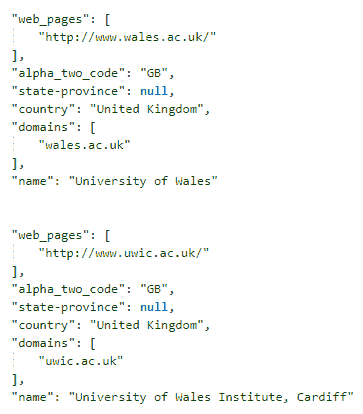 "web_pages": [
"http://www.wales.ac.uk/"
],
"alpha_two_code": "GB",
"state-province": null,
"country": "United Kingdom",
"domains": [
"wales.ac.uk"
],
"name": "University of Wales"
"web_pages": [
"http://www.uwic.ac.uk/"
],
"alpha_two_code": "GB",
"state-province": null,
"country": "United Kingdom",
"domains": [
"uwic.ac.uk"
],
"name": "University of Wales Institute, Cardiff"